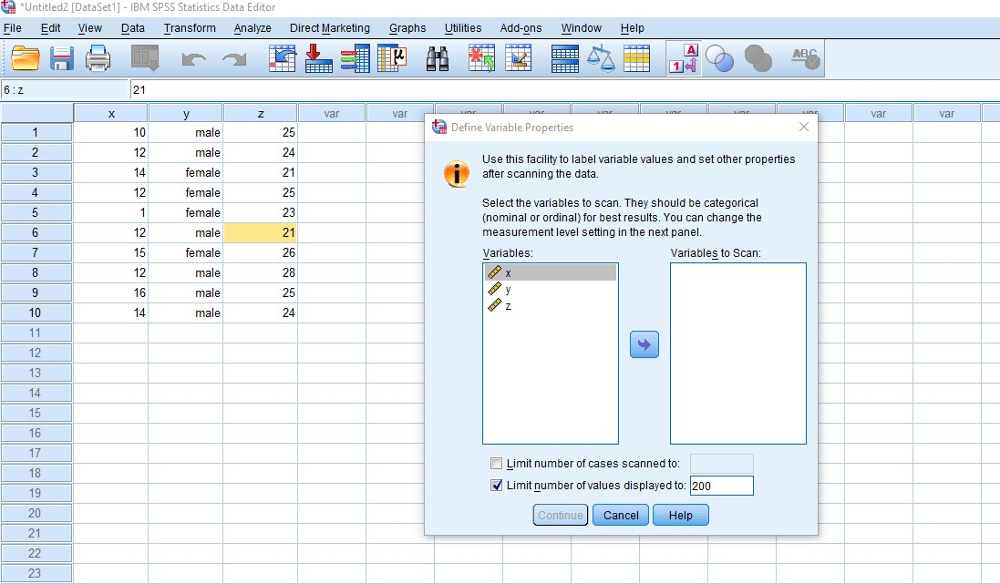 *Untitled2 [DataSet1] - IBM SPSS Statistics Data Editor
File Edit View Data Transform Analyze Direct Marketing Graphs Utilities Add-ons Window Help
μ A 1 ABC
6 : z 21
x y z var var var var var var var var var
1 10 male 25
2 12 male 24
3 14 female 21
4 12 female 25
5 1 female 23
6 12 male 21
7 15 female 26
8 12 male 28
9 16 male 25
10 14 male 24
11
12
13
14
15
16
17
18
19
20
21
22
23
Define Variable Properties
Use this facility to label variable values and set other properties
after scanning the data.
Select the variables to scan. They should be categorical
(nominal or ordinal) for best results. You can change the
measurement level setting in the next panel.
Variables: Variables to Scan:
x
y
z
Limit number of cases scanned to:
Limit number of values displayed to: 200
Continue Cancel Help